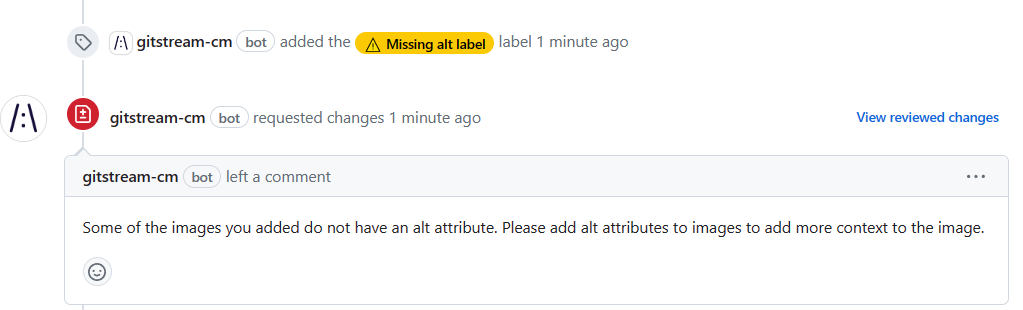 /:\ gitstream-cm bot added the ⚠ Missing alt label label 1 minute ago
/:\ gitstream-cm bot requested changes 1 minute ago View reviewed changes
gitstream-cm bot left a comment ...
Some of the images you added do not have an alt attribute. Please add alt attributes to images to add more context to the image.